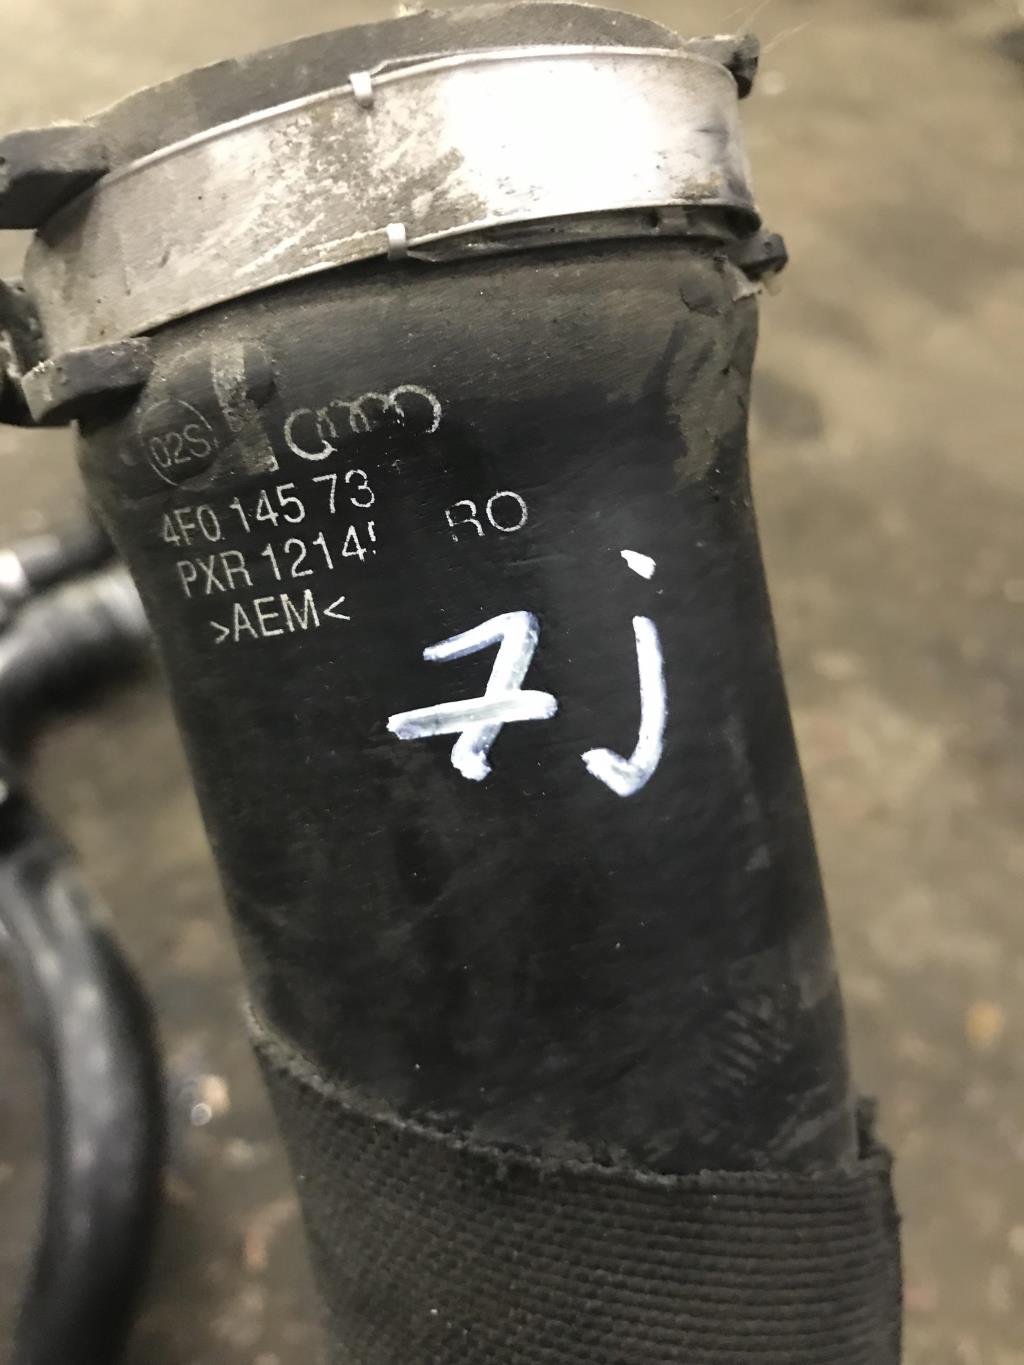 02S
4F0 145 73
PXR 1214
RO
>AEM<
7j